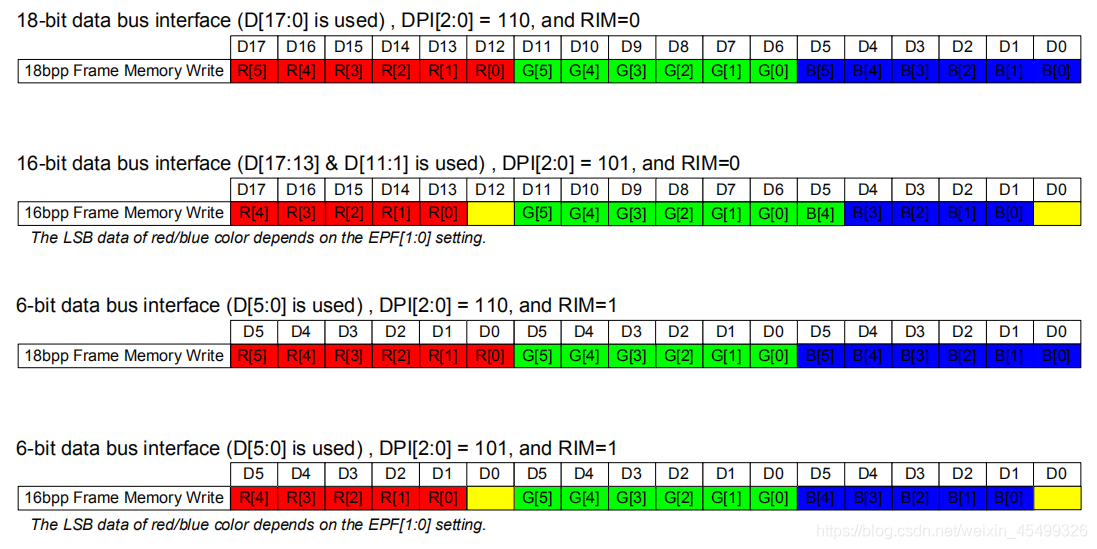 18-bit data bus interface (D[17:0] is used) , DPI[2:0] = 110, and RIM=0
D17 D16 D15 D14 D13 D12 D11 D10 D9 D8 D7 D6 D5 D4 D3 D2 D1 D0
18bpp Frame Memory Write R[5] R[4] R[3] R[2] R[1] R[0] G[5] G[4] G[3] G[2] G[1] G[0] B[5] B[4] B[3] B[2] B[1] B[0]
16-bit data bus interface (D[17:13] & D[11:1] is used) , DPI[2:0] = 101, and RIM=0
D17 D16 D15 D14 D13 D12 D11 D10 D9 D8 D7 D6 D5 D4 D3 D2 D1 D0
16bpp Frame Memory Write R[4] R[3] R[2] R[1] R[0] G[5] G[4] G[3] G[2] G[1] G[0] B[4] B[3] B[2] B[1] B[0]
The LSB data of red/blue color depends on the EPF[1:0] setting.
6-bit data bus interface (D[5:0] is used) , DPI[2:0] = 110, and RIM=1
D5 D4 D3 D2 D1 D0 D5 D4 D3 D2 D1 D0 D5 D4 D3 D2 D1 D0
18bpp Frame Memory Write R[5] R[4] R[3] R[2] R[1] R[0] G[5] G[4] G[3] G[2] G[1] G[0] B[5] B[4] B[3] B[2] B[1] B[0]
6-bit data bus interface (D[5:0] is used) , DPI[2:0] = 101, and RIM=1
D5 D4 D3 D2 D1 D0 D5 D4 D3 D2 D1 D0 D5 D4 D3 D2 D1 D0
16bpp Frame Memory Write R[4] R[3] R[2] R[1] R[0] G[5] G[4] G[3] G[2] G[1] G[0] B[4] B[3] B[2] B[1] B[0]
The LSB data of red/blue color depends on the EPF[1:0] setting.
https://blog.csdn.net/weixin_45499326